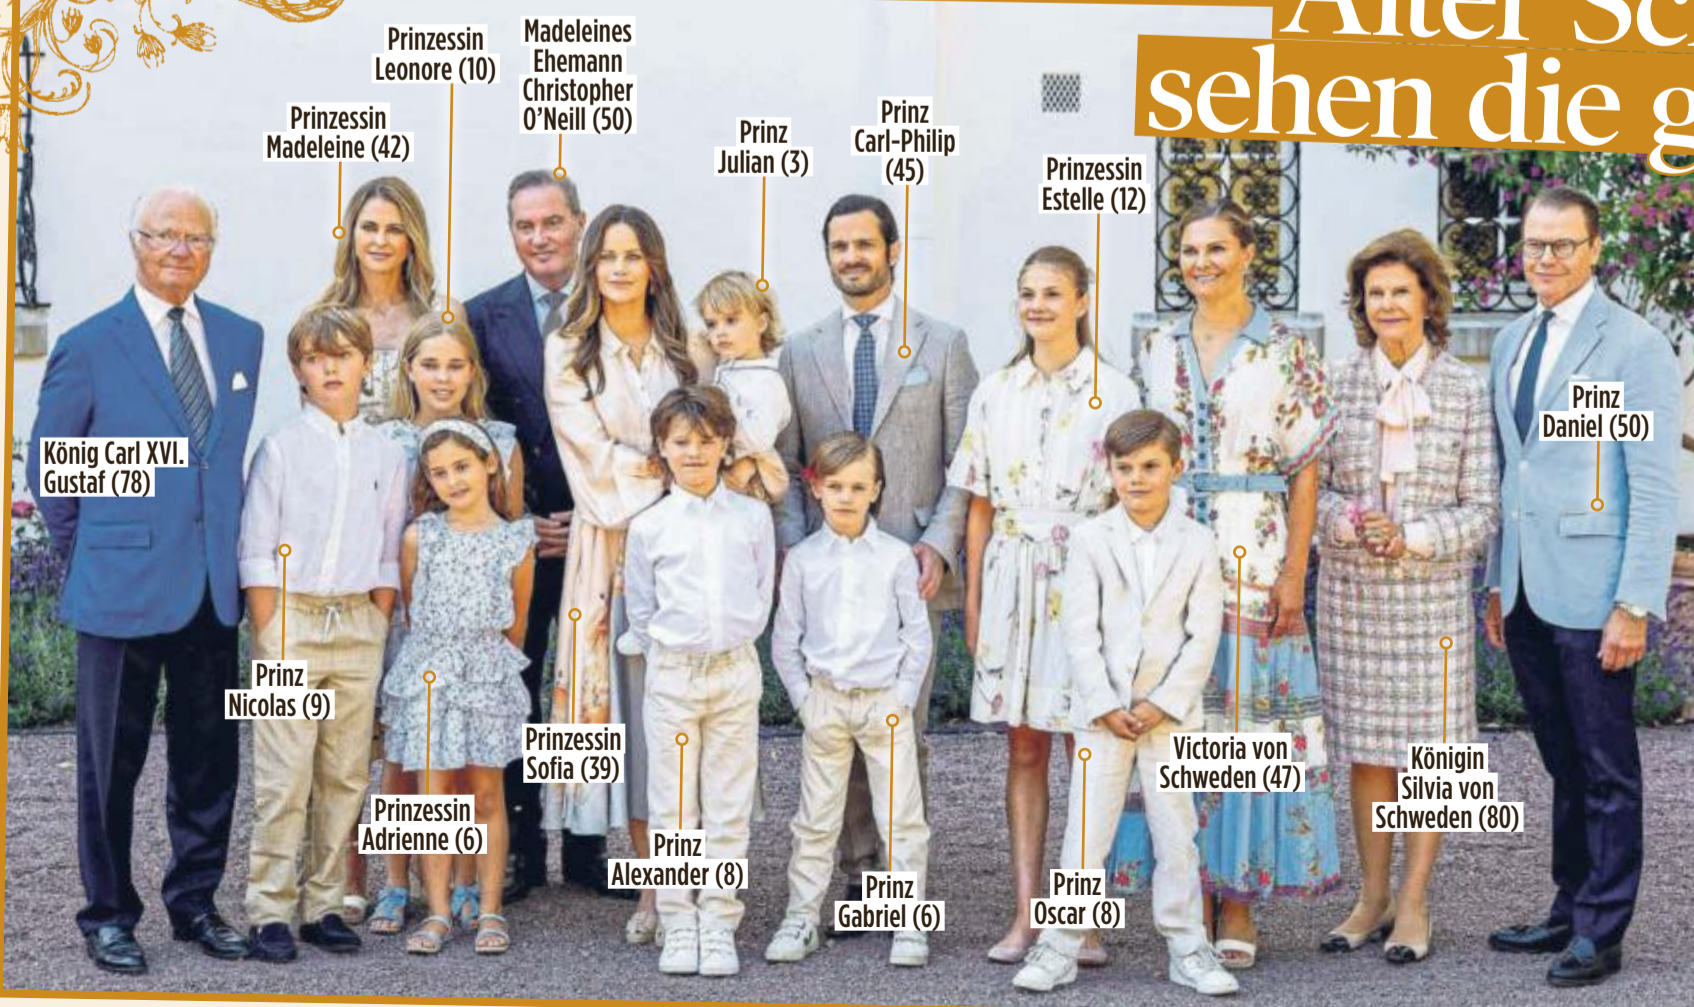 Alter Sc
sehen die g
Prinzessin
Leonore (10)
Madeleines
Ehemann
Christopher
O'Neill (50)
Prinzessin
Madeleine (42)
Prinz
Julian (3)
Prinz
Carl-Philip
(45)
Prinzessin
Estelle (12)
König Carl XVI.
Gustaf (78)
Prinz
Daniel (50)
Prinz
Nicolas (9)
Prinzessin
Adrienne (6)
Prinzessin
Sofia (39)
Prinz
Alexander (8)
Prinz
Gabriel (6)
Prinz
Oscar (8)
Victoria von
Schweden (47)
Königin
Silvia von
Schweden (80)